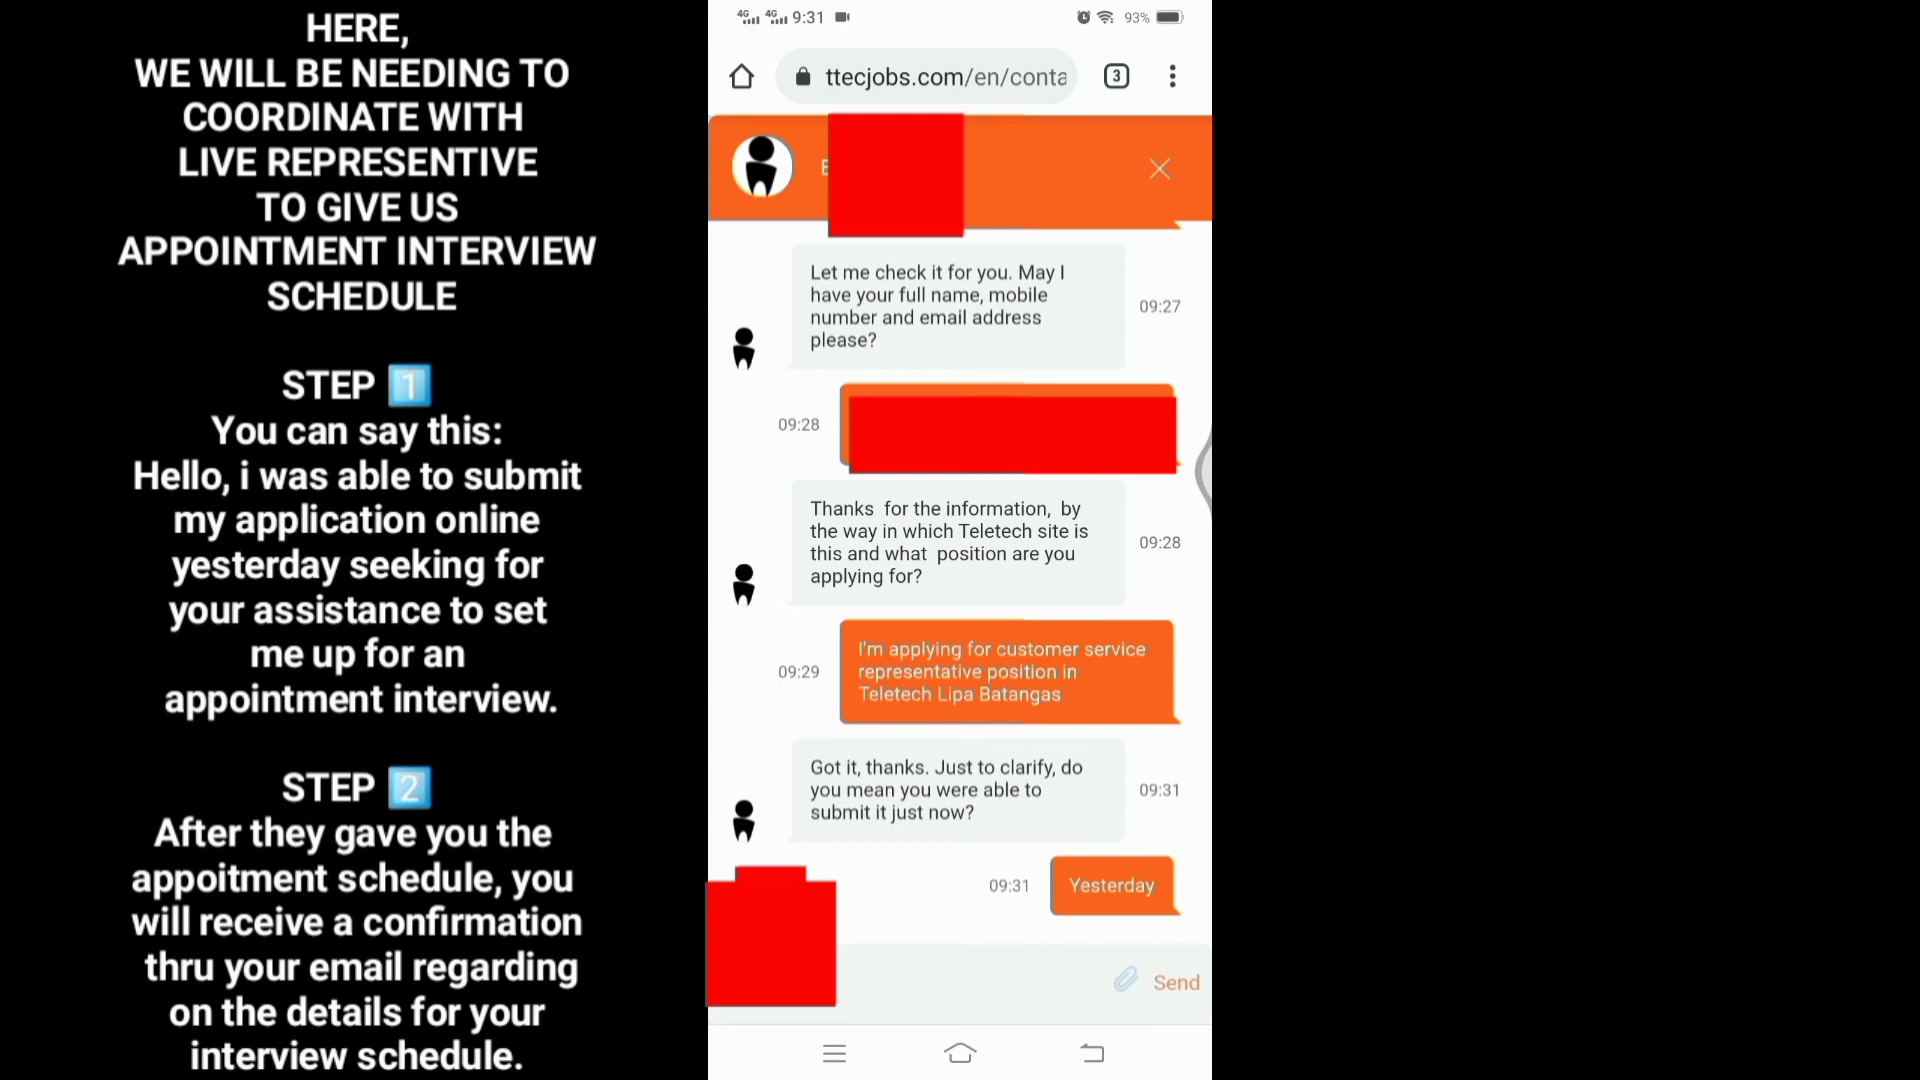 HERE,
WE WILL BE NEEDING TO
COORDINATE WITH
LIVE REPRESENTIVE
TO GIVE US
APPOINTMENT INTERVIEW
SCHEDULE
STEP 1
You can say this:
Hello, i was able to submit
my application online
yesterday seeking for
your assistance to set
me up for an
appointment interview.
STEP 2
After they gave you the
appoitment schedule, you
will receive a confirmation
thru your email regarding
on the details for your
interview schedule.
4G 4G 9:31 93%
ttecjobs.com/en/conta 3
Let me check it for you. May I
have your full name, mobile
number and email address
please?
09:27
09:28
Thanks for the information, by
the way in which Teletech site is
this and what position are you
applying for?
09:28
I'm applying for customer service
representative position in
Teletech Lipa Batangas
09:29
Got it, thanks. Just to clarify, do
you mean you were able to
submit it just now?
09:31
09:31 Yesterday
Send